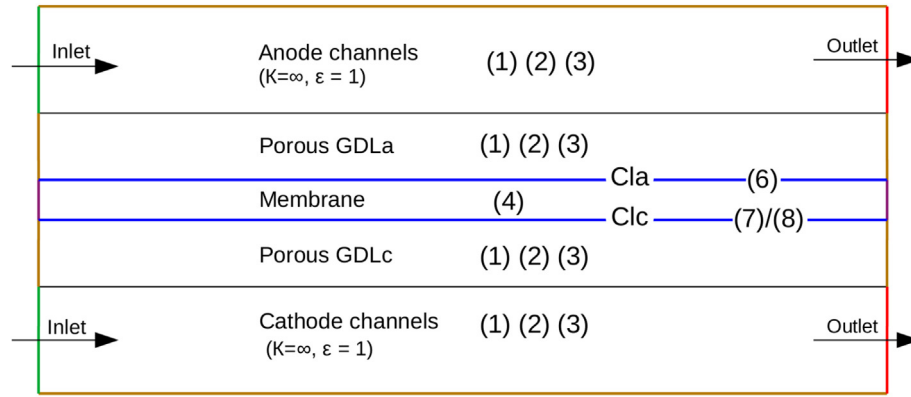 Inlet
Anode channels
(K=∞, ε = 1)
(1) (2) (3)
Outlet
Porous GDLa
(1) (2) (3)
Cla
(6)
Membrane
(4)
Clc
(7)/(8)
Porous GDLc
(1) (2) (3)
Inlet
Cathode channels
(K=∞, ε = 1)
(1) (2) (3)
Outlet